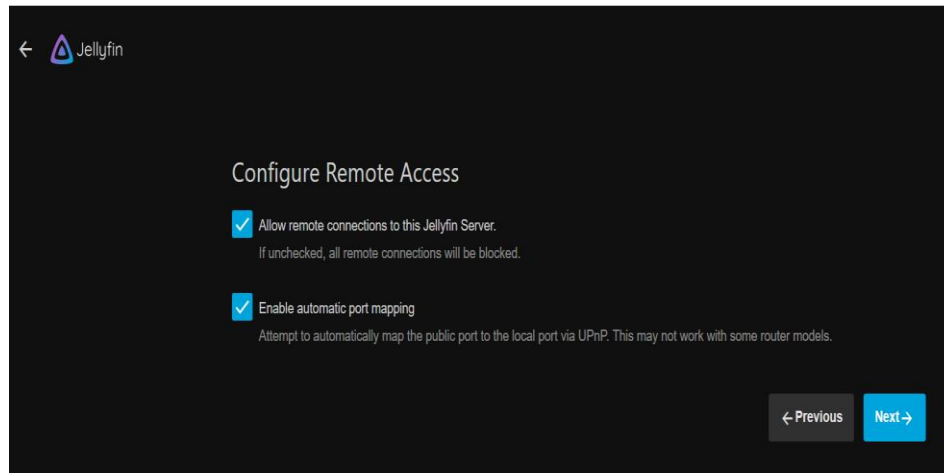 Jellyfin
Configure Remote Access
Allow remote connections to this Jellyfin Server.
If unchecked, all remote connections will be blocked.
Enable automatic port mapping
Attempt to automatically map the public port to the local port via UPnP. This may not work with some router models.
Previous
Next